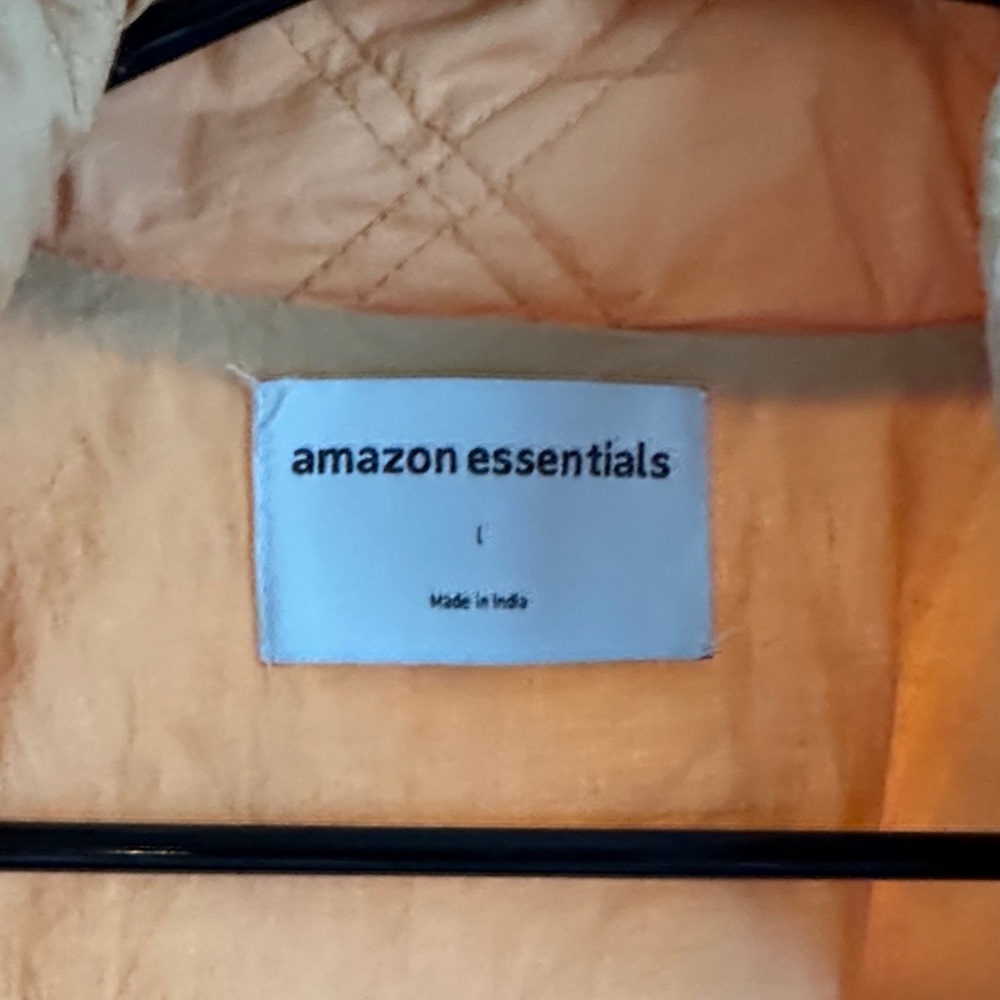 amazon essentials
L
Made in India